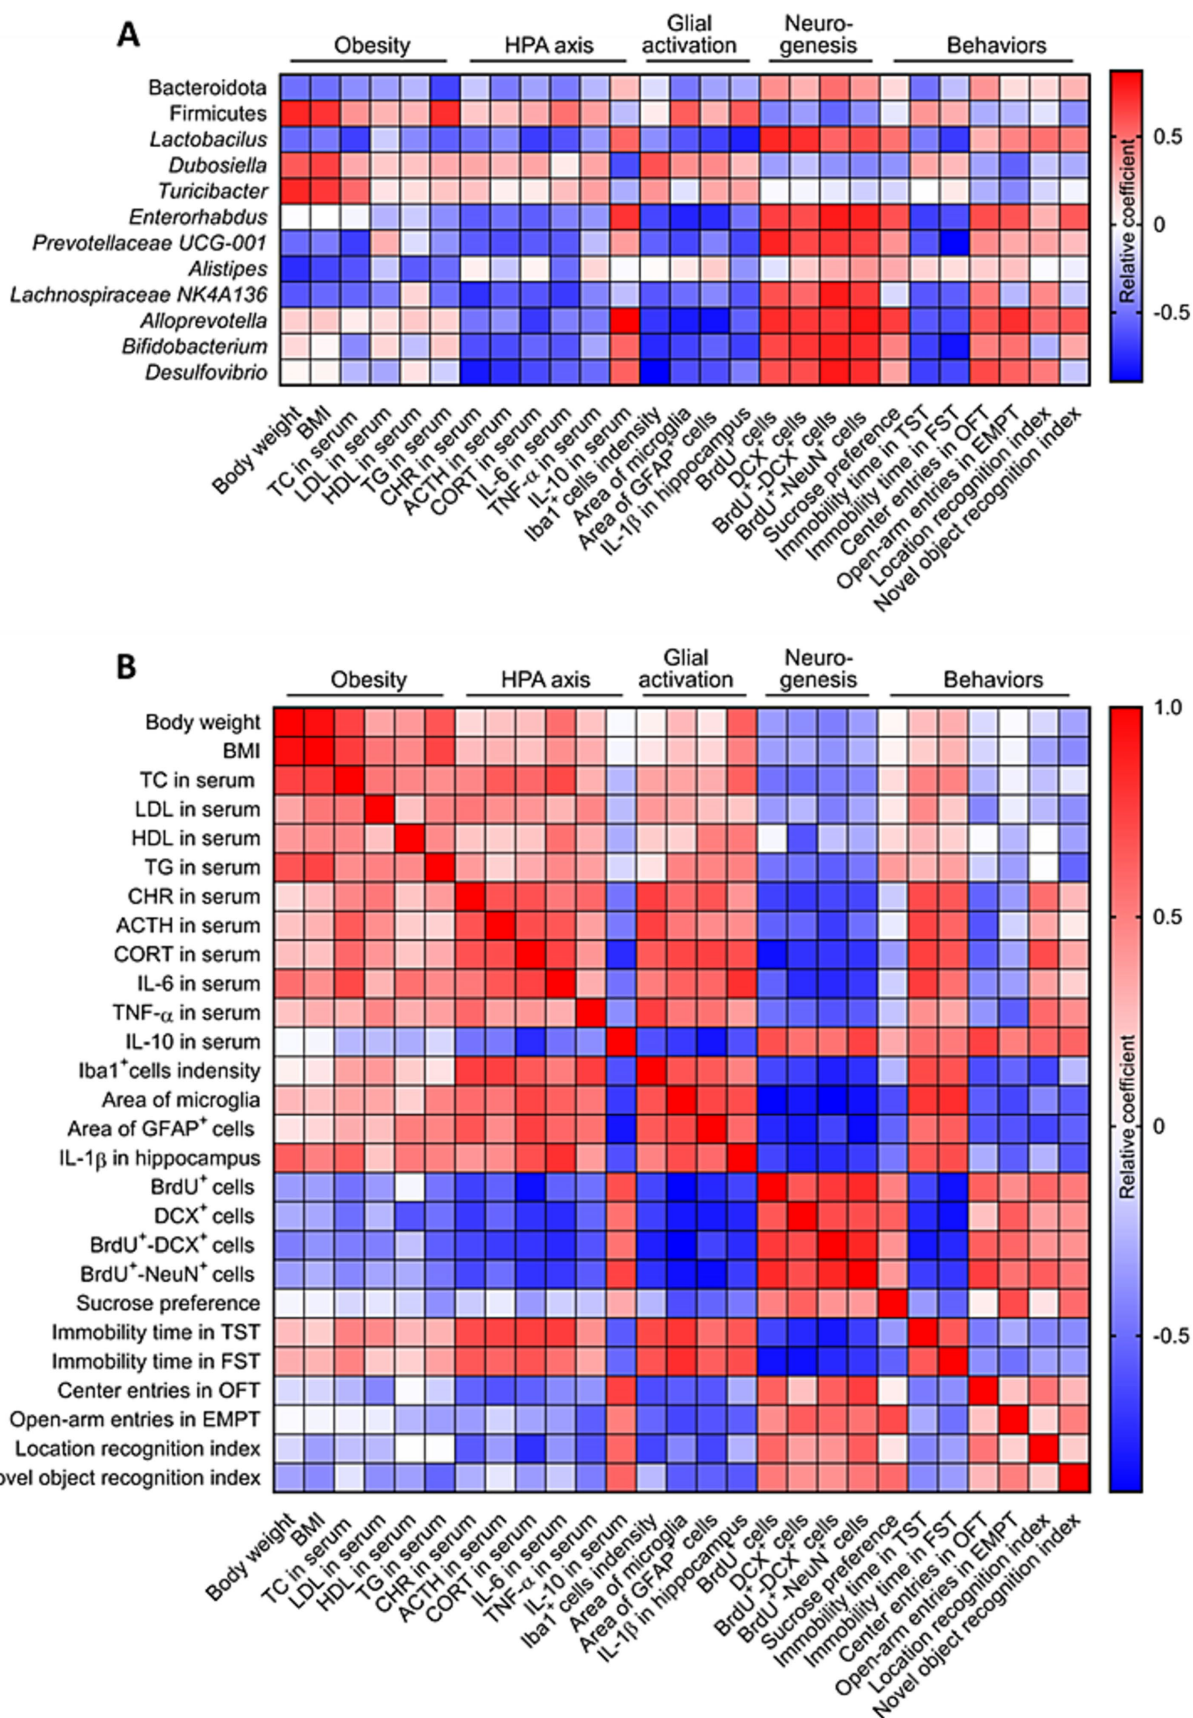 A
Obesity
HPA axis
Glial
activation
Neuro-
genesis
Behaviors
Bacteroidota
Firmicutes
Lactobacilus
Dubosiella
Turicibacter
Enterorhabdus
Prevotellaceae UCG-001
Alistipes
Lachnospiraceae NK4A136
Alloprevotella
Bifidobacterium
Desulfovibrio
0.5
0
-0.5
Relative coefficient
Body weight
BMI
TC in serum
LDL in serum
HDL in serum
TG in serum
CHR in serum
ACTH in serum
CORT in serum
IL-6 in serum
TNF-α in serum
IL-10 in serum
Iba1+ cells indensity
Area of microglia
Area of GFAP+ cells
IL-1β in hippocampus
BrdU+ cells
DCX+ cells
BrdU+-DCX+ cells
BrdU+-NeuN+ cells
Sucrose preference
Immobility time in TST
Immobility time in FST
Center entries in OFT
Open-arm entries in EMPT
Location recognition index
Novel object recognition index
B
Obesity
HPA axis
Glial
activation
Neuro-
genesis
Behaviors
Body weight
BMI
TC in serum
LDL in serum
HDL in serum
TG in serum
CHR in serum
ACTH in serum
CORT in serum
IL-6 in serum
TNF-α in serum
IL-10 in serum
Iba1+cells indensity
Area of microglia
Area of GFAP+ cells
IL-1β in hippocampus
BrdU+ cells
DCX+ cells
BrdU+-DCX+ cells
BrdU+-NeuN+ cells
Sucrose preference
Immobility time in TST
Immobility time in FST
Center entries in OFT
Open-arm entries in EMPT
Location recognition index
ovel object recognition index
1.0
0.5
0
-0.5
Relative coefficient
Body weight
BMI
TC in serum
LDL in serum
HDL in serum
TG in serum
CHR in serum
ACTH in serum
CORT in serum
IL-6 in serum
TNF-α in serum
IL-10 in serum
Iba1+ cells indensity
Area of microglia
Area of GFAP+ cells
IL-1β in hippocampus
BrdU+ cells
DCX+ cells
BrdU+-DCX+ cells
BrdU+-NeuN+ cells
Sucrose preference
Immobility time in TST
Immobility time in FST
Center entries in OFT
Open-arm entries in EMPT
Location recognition index
Novel object recognition index